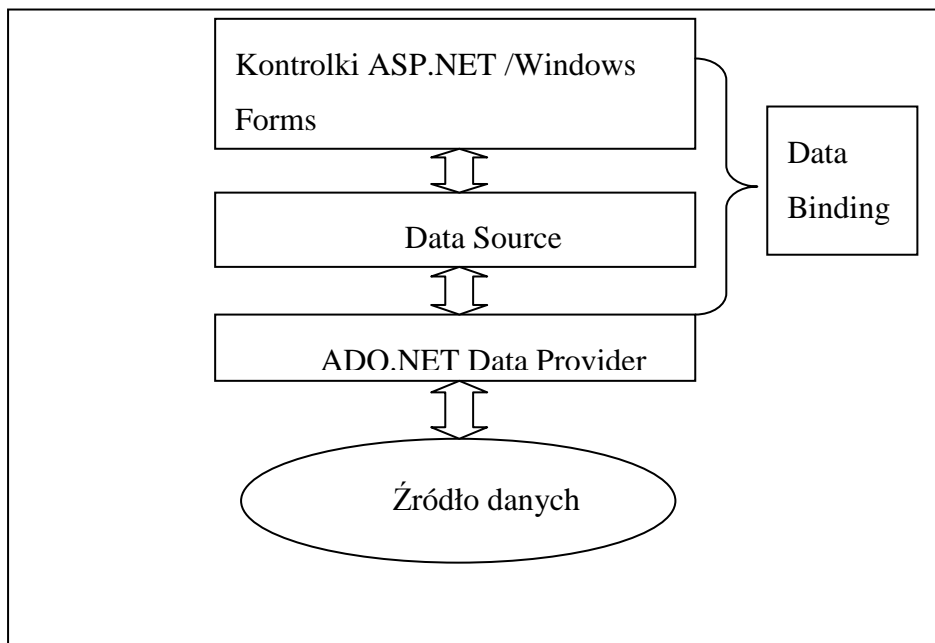 Kontrolki ASP.NET /Windows
Forms
Data
Binding
Data Source
ADO.NET Data Provider
Źródło danych